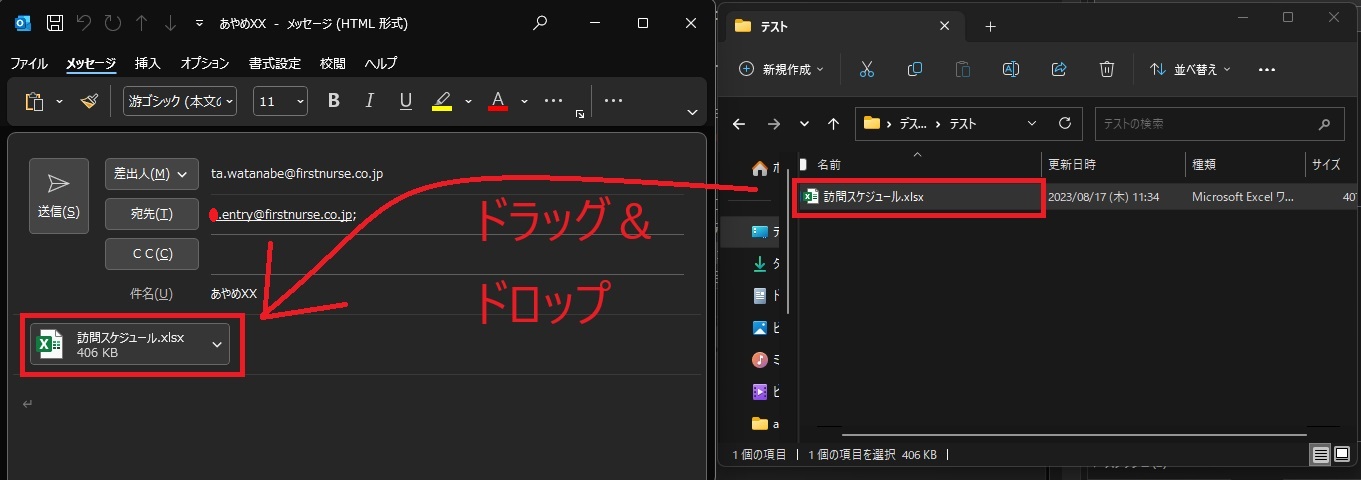 あやめXX - メッセージ (HTML 形式)
ファイル メッセージ 挿入 オプション 書式設定 校閲 ヘルプ
游ゴシック (本文の 11 B I U A
差出人(M) ta.watanabe@firstnurse.co.jp
送信(S)
宛先(T) .entry@firstnurse.co.jp;
CC(C)
件名(U) あやめXX
訪問スケジュール.xlsx
406 KB
ドラッグ &
ドロップ
テスト
新規作成 並べ替え
デス... テスト テストの検索
名前 更新日時 種類 サイズ
訪問スケジュール.xlsx 2023/08/17 (木) 11:34 Microsoft Excel ワ... 407
ホ
デ
ダ
ド
ピ
ミ
ビ
a
1 個の項目 1 個の項目を選択 406 KB